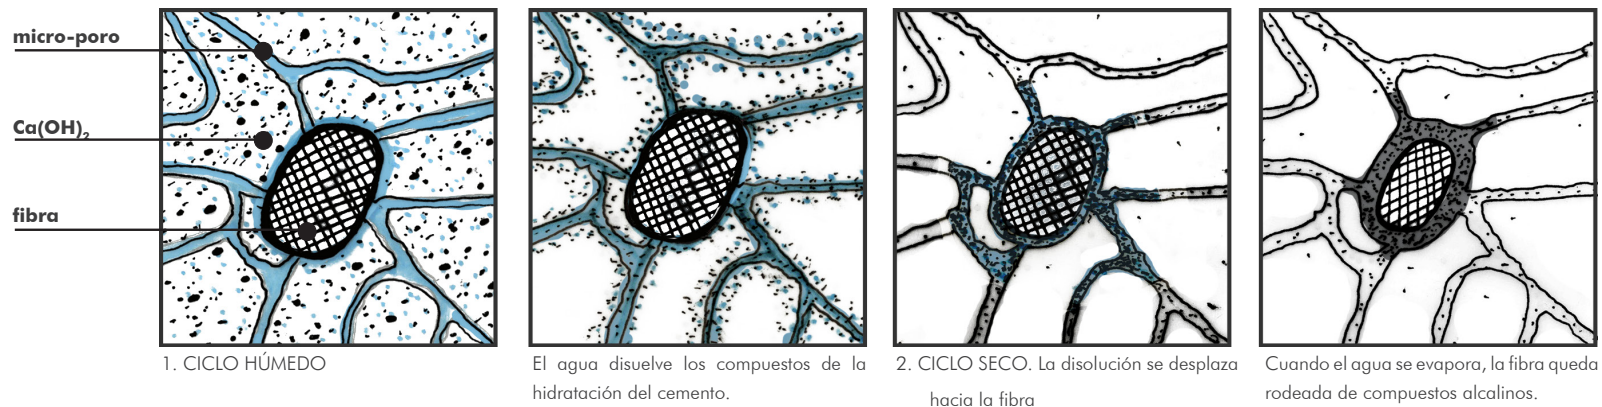 micro-poro
Ca(OH)₂
fibra
1. CICLO HÚMEDO
El agua disuelve los compuestos de la
hidratación del cemento.
2. CICLO SECO. La disolución se desplaza
hacia la fibra
Cuando el agua se evapora, la fibra queda
rodeada de compuestos alcalinos.